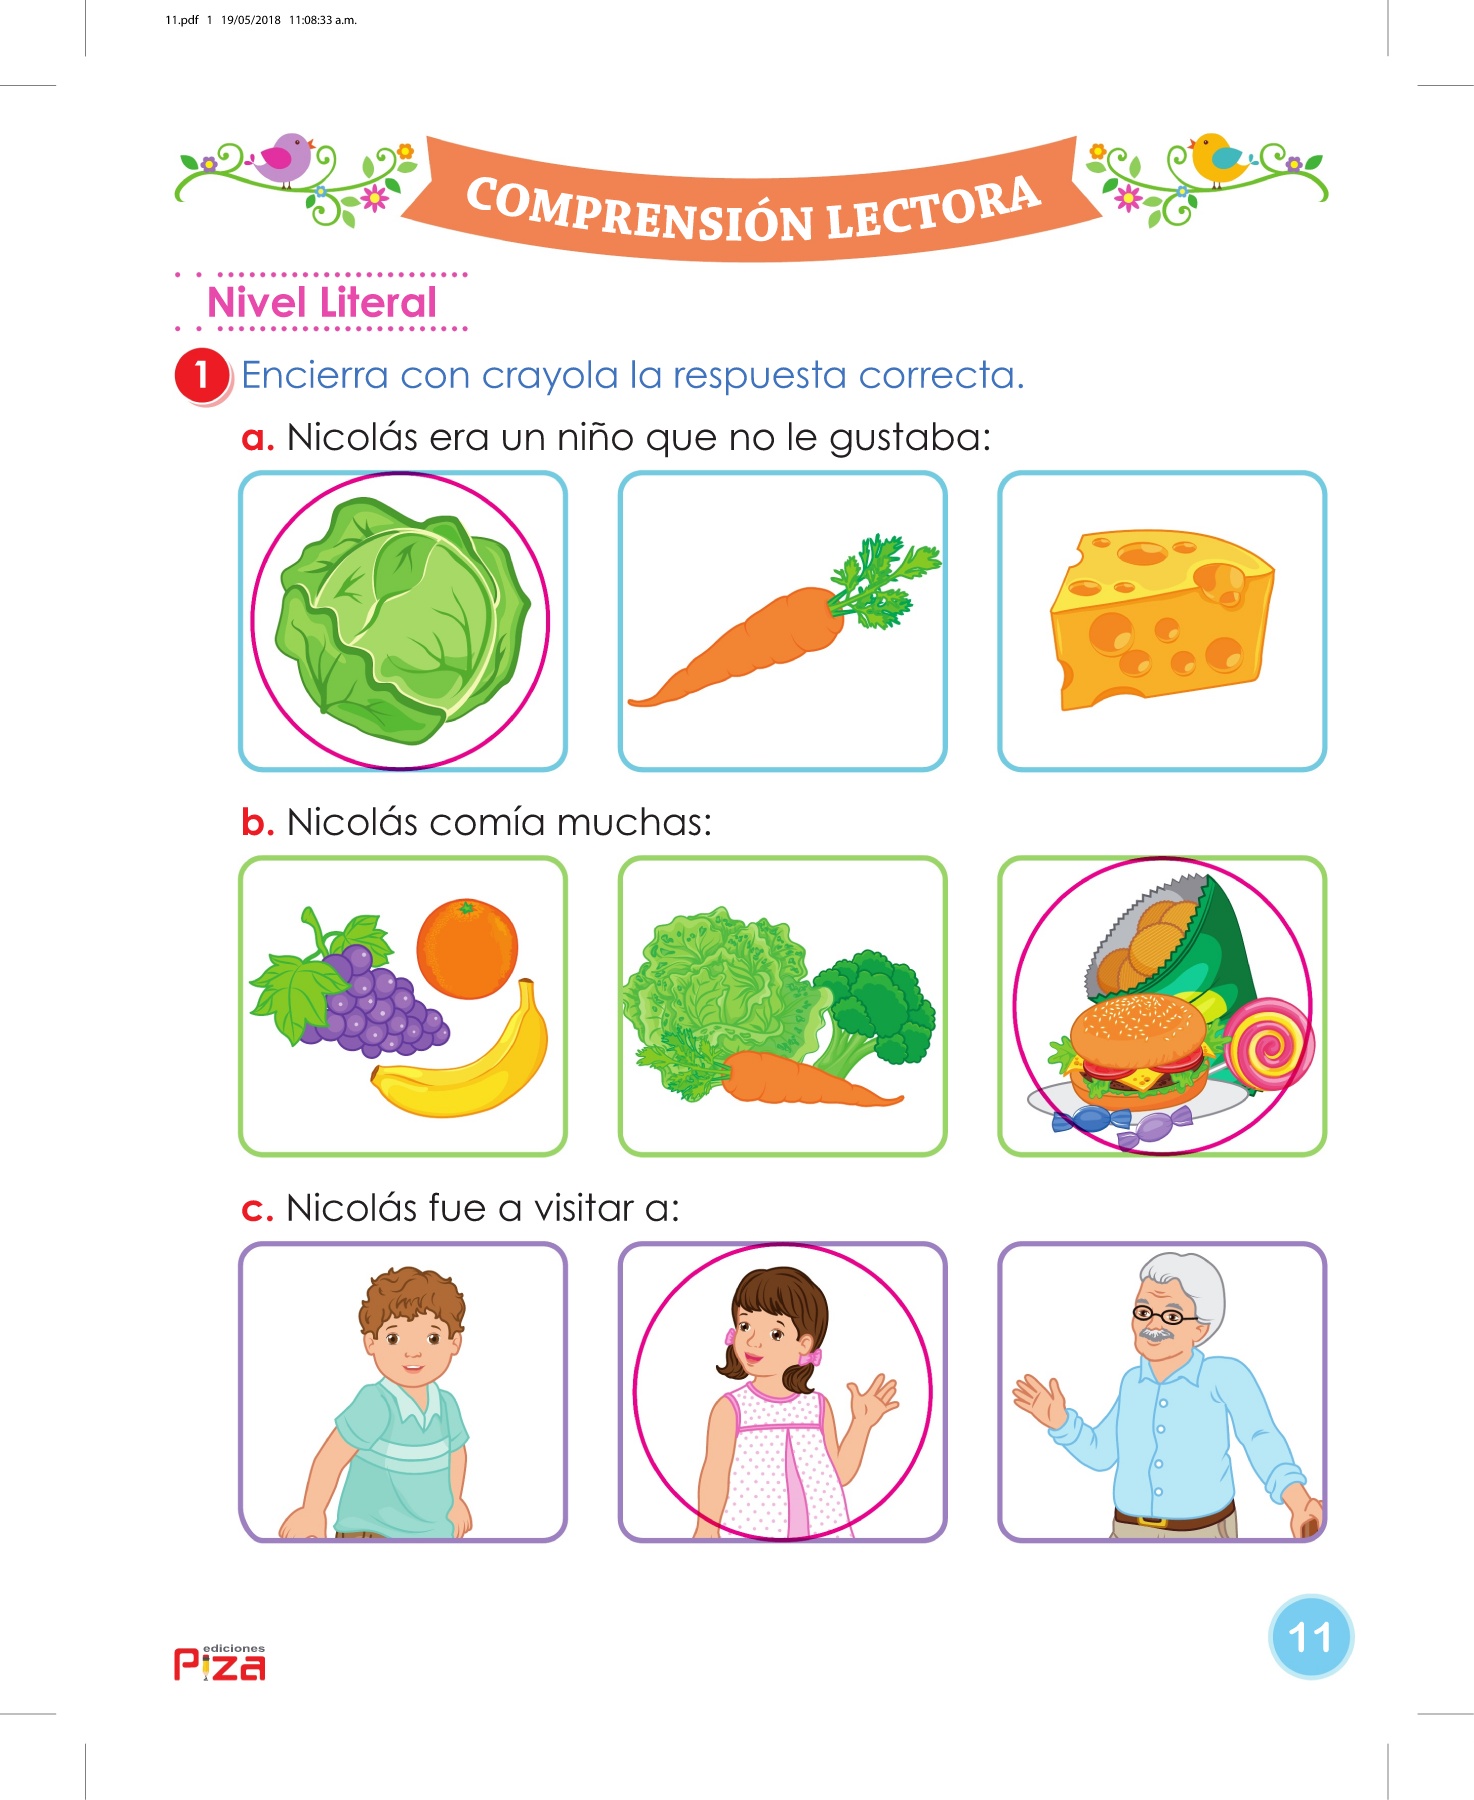 11.pdf 1 19/05/2018 11:08:33 a.m.
COMPRENSIÓN LECTORA
Nivel Literal
1 Encierra con crayola la respuesta correcta.
a. Nicolás era un niño que no le gustaba:
b. Nicolás comía muchas:
c. Nicolás fue a visitar a:
ediciones
Piza
11